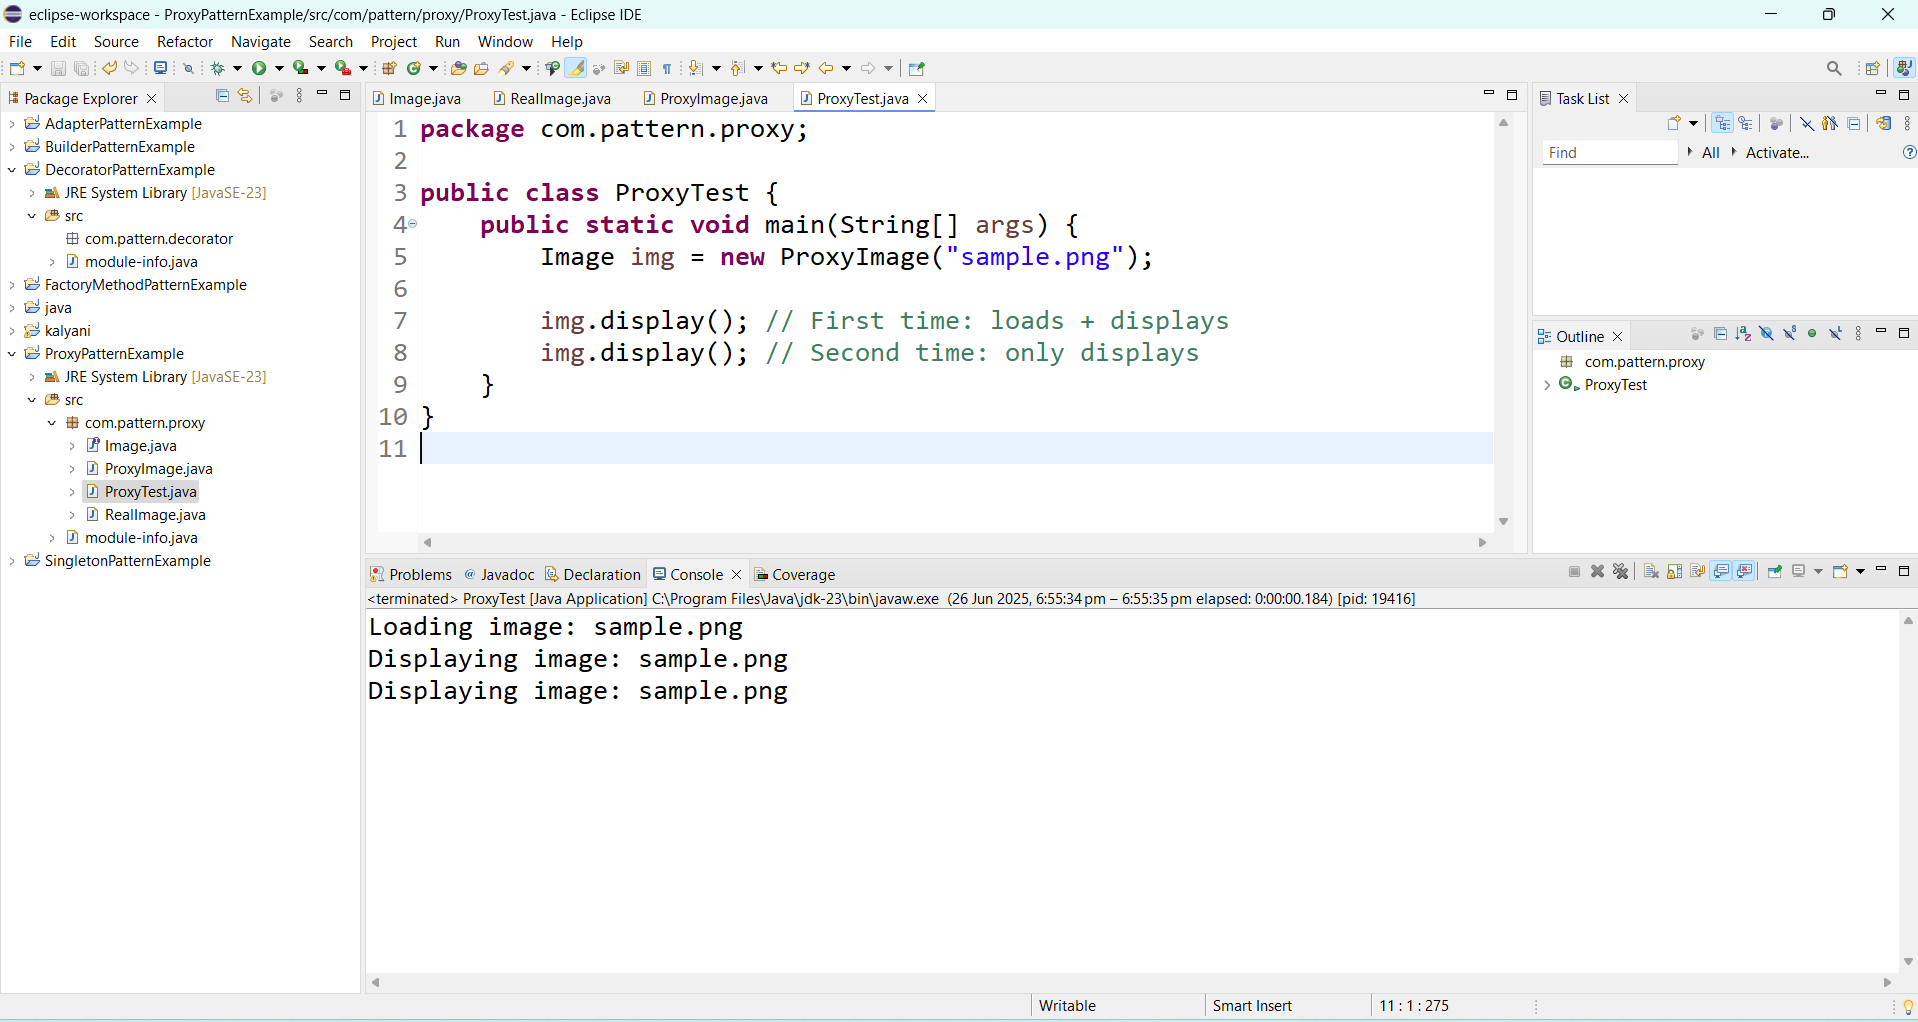 eclipse-workspace - ProxyPatternExample/src/com/pattern/proxy/ProxyTest.java - Eclipse IDE
File Edit Source Refactor Navigate Search Project Run Window Help
Package Explorer
AdapterPatternExample
BuilderPatternExample
DecoratorPatternExample
JRE System Library [JavaSE-23]
src
com.pattern.decorator
module-info.java
FactoryMethodPatternExample
java
kalyani
ProxyPatternExample
JRE System Library [JavaSE-23]
src
com.pattern.proxy
Image.java
ProxyImage.java
ProxyTest.java
RealImage.java
module-info.java
SingletonPatternExample
Image.java RealImage.java ProxyImage.java ProxyTest.java
1 package com.pattern.proxy;
2
3 public class ProxyTest {
4 public static void main(String[] args) {
5 Image img = new ProxyImage("sample.png");
6
7 img.display(); // First time: loads + displays
8 img.display(); // Second time: only displays
9 }
10 }
11
Task List
Find All Activate...
Outline
com.pattern.proxy
ProxyTest
Problems Javadoc Declaration Console Coverage
<terminated> ProxyTest [Java Application] C:\Program Files\Java\jdk-23\bin\javaw.exe (26 Jun 2025, 6:55:34 pm – 6:55:35 pm elapsed: 0:00:00.184) [pid: 19416]
Loading image: sample.png
Displaying image: sample.png
Displaying image: sample.png
Writable Smart Insert 11 : 1 : 275